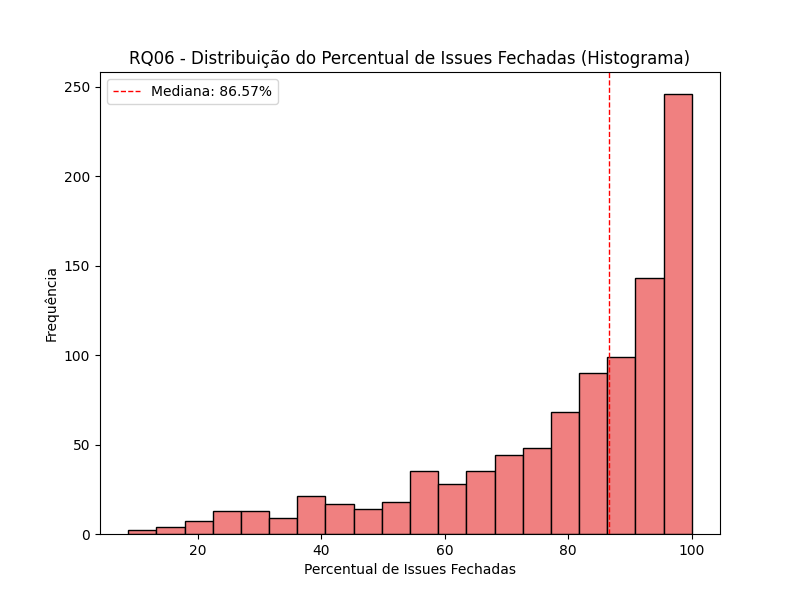 RQ06 - Distribuição do Percentual de Issues Fechadas (Histograma)
Mediana: 86.57%
250
200
150
100
50
0
Frequência
20 40 60 80 100
Percentual de Issues Fechadas